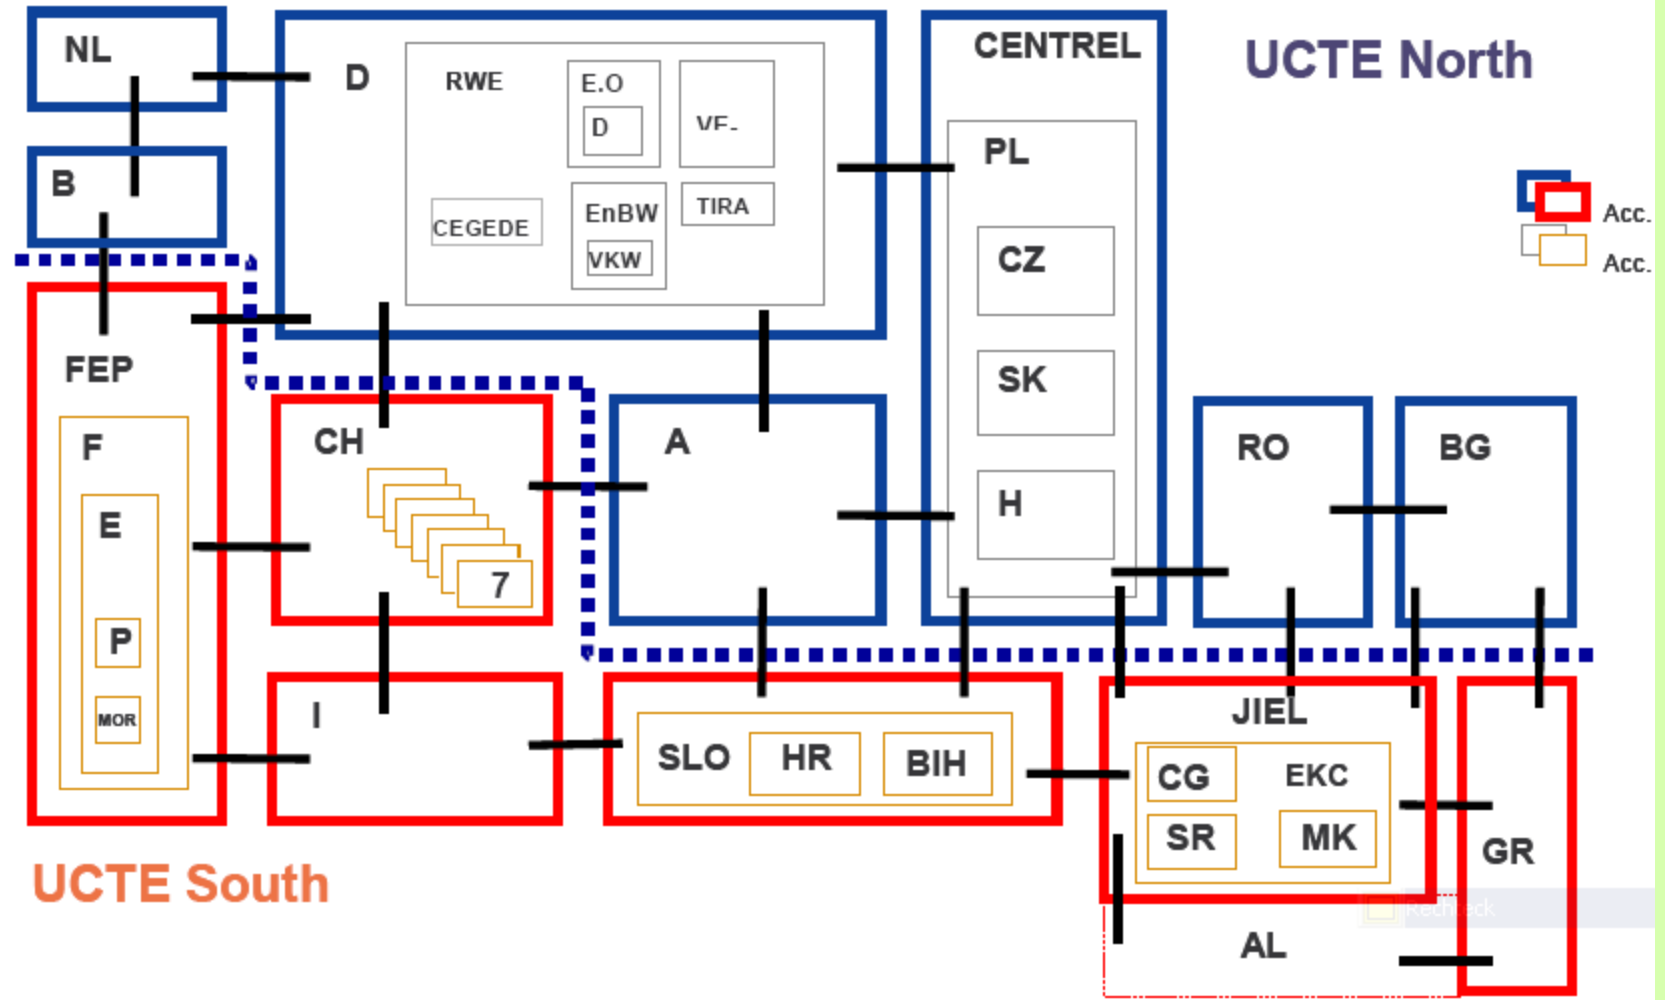 NL
D
RWE
E.O
D
CENTREL
UCTE North
B
CEGEDE
EnBW
VKW
TIRA
PL
CZ
SK
H
Acc.
Acc.
FEP
F
E
P
MOR
CH
7
A
RO
BG
I
SLO
HR
BIH
JIEL
CG
EKC
SR
MK
GR
UCTE South
Rechteck
AL